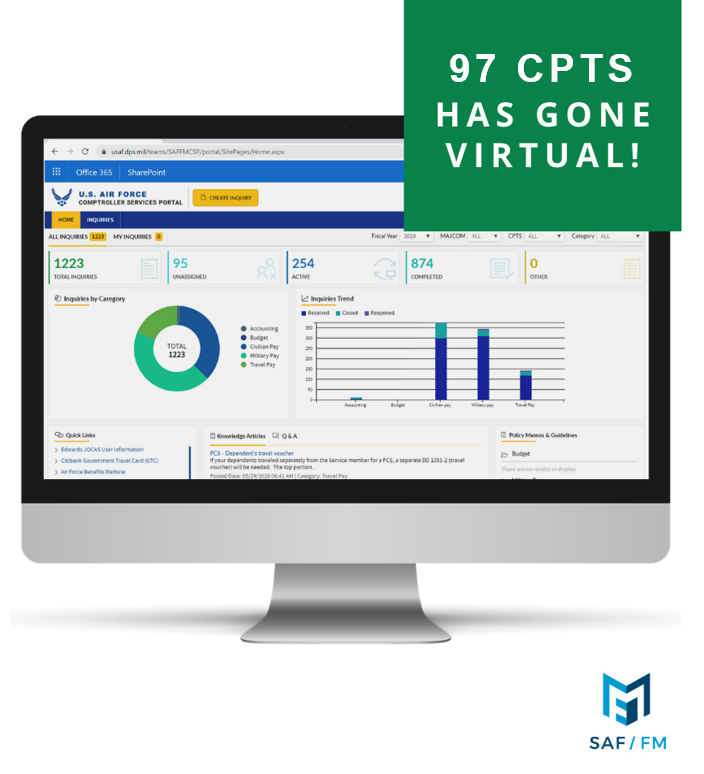 97 CPTS
HAS GONE
VIRTUAL!
usaf.dps.mil/teams/SAFFMCSP/portal/SitePages/Home.aspx
Office 365 SharePoint
U.S. AIR FORCE
COMPTROLLER SERVICES PORTAL
CREATE INQUIRY
HOME INQUIRIES
ALL INQUIRIES 1223 MY INQUIRIES 0 Fiscal Year 2020 MAJCOM ALL CPTS ALL Category ALL
1223 95 254 874 0
TOTAL INQUIRIES UNASSIGNED ACTIVE COMPLETED OTHER
Inquiries by Category
TOTAL
1223
Accounting
Budget
Civilian Pay
Military Pay
Travel Pay
Inquiries Trend
Received Closed Reopened
350
300
250
200
150
100
50
0
Accounting Budget Civilian pay Military pay Travel Pay
Quick Links
> Edwards JOCAS User Information
> Citibank Government Travel Card (GTC)
> Air Force Benefits Website
Knowledge Articles Q & A
PCS - Dependent's travel voucher
If your dependents traveled separately from the Service member for a PCS, a separate DD 1351-2 (travel
voucher) will be needed. The top portion..
Posted Date: 05/29/2020 06:41 AM | Category: Travel Pay
Policy Memos & Guidelines
Budget
There are no results to display
SAF/FM